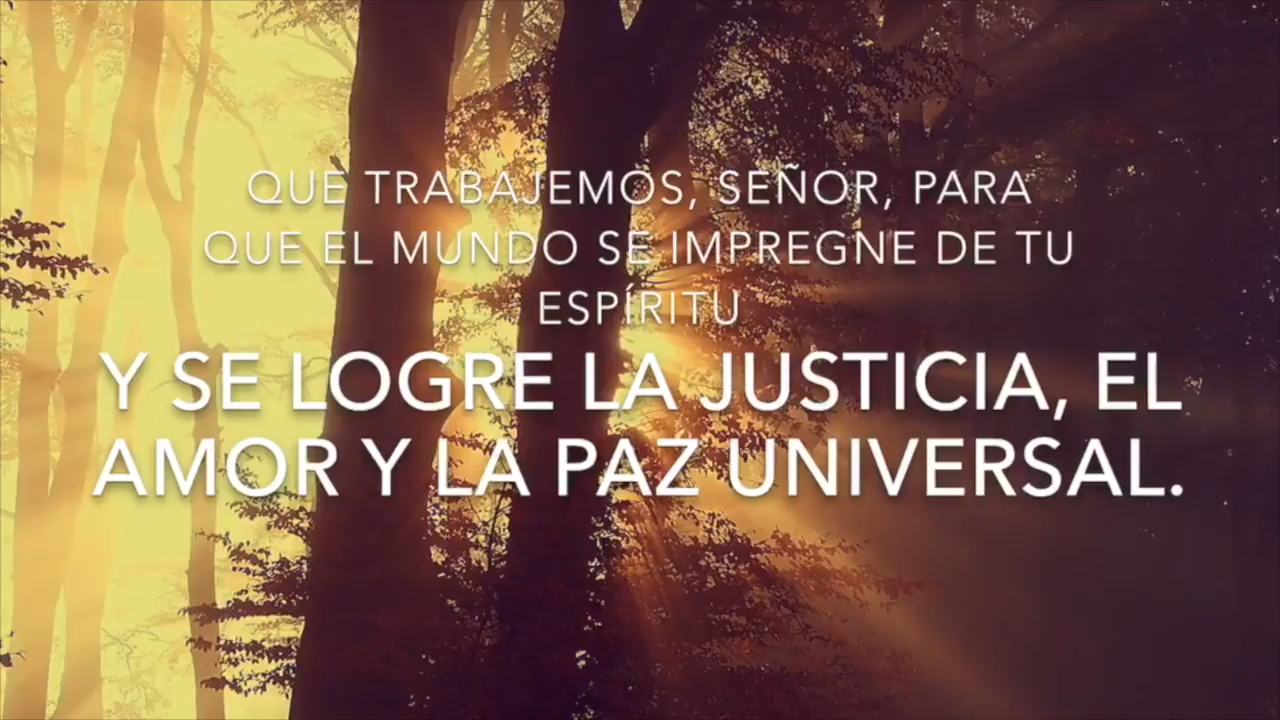 QUE TRABAJEMOS, SEÑOR, PARA
QUE EL MUNDO SE IMPREGNE DE TU
ESPÍRITU
Y SE LOGRE LA JUSTICIA, EL
AMOR Y LA PAZ UNIVERSAL.